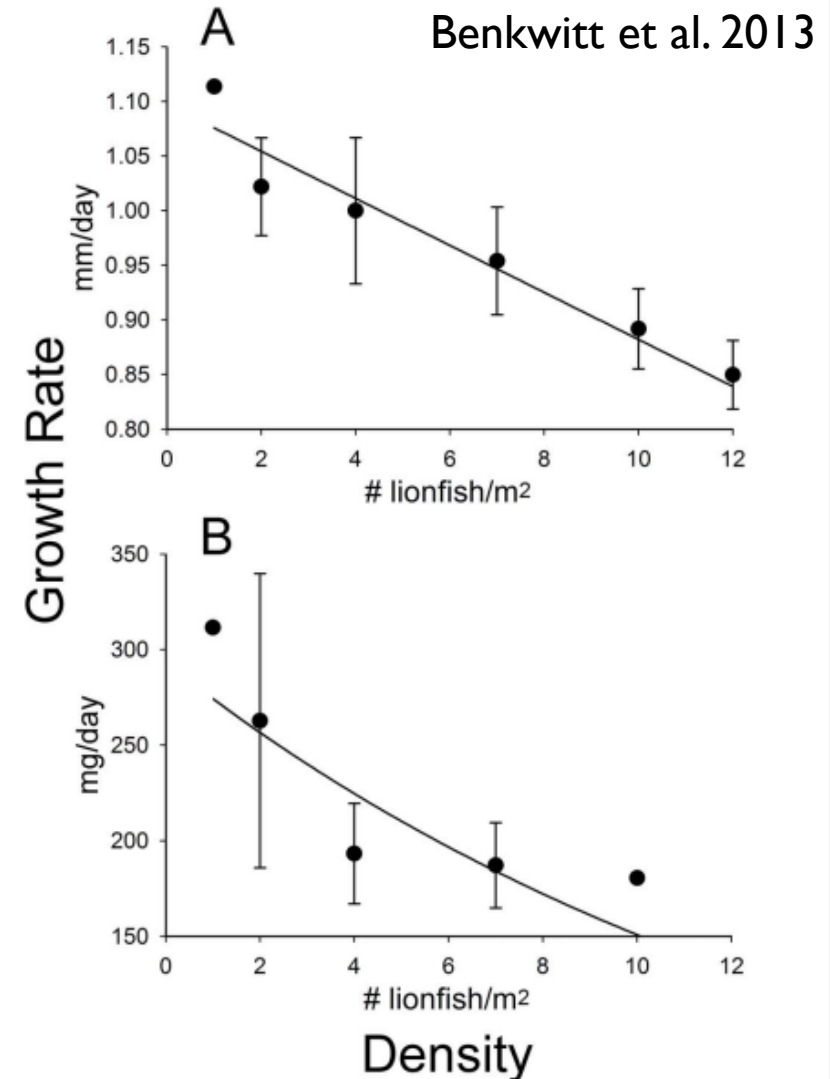 Benkwitt et al. 2013
A
1.15
1.10
1.05
1.00
0.95
0.90
0.85
0.80
mm/day
0 2 4 6 8 10 12
# lionfish/m2
Growth Rate
B
350
300
250
200
150
mg/day
0 2 4 6 8 10 12
# lionfish/m2
Density